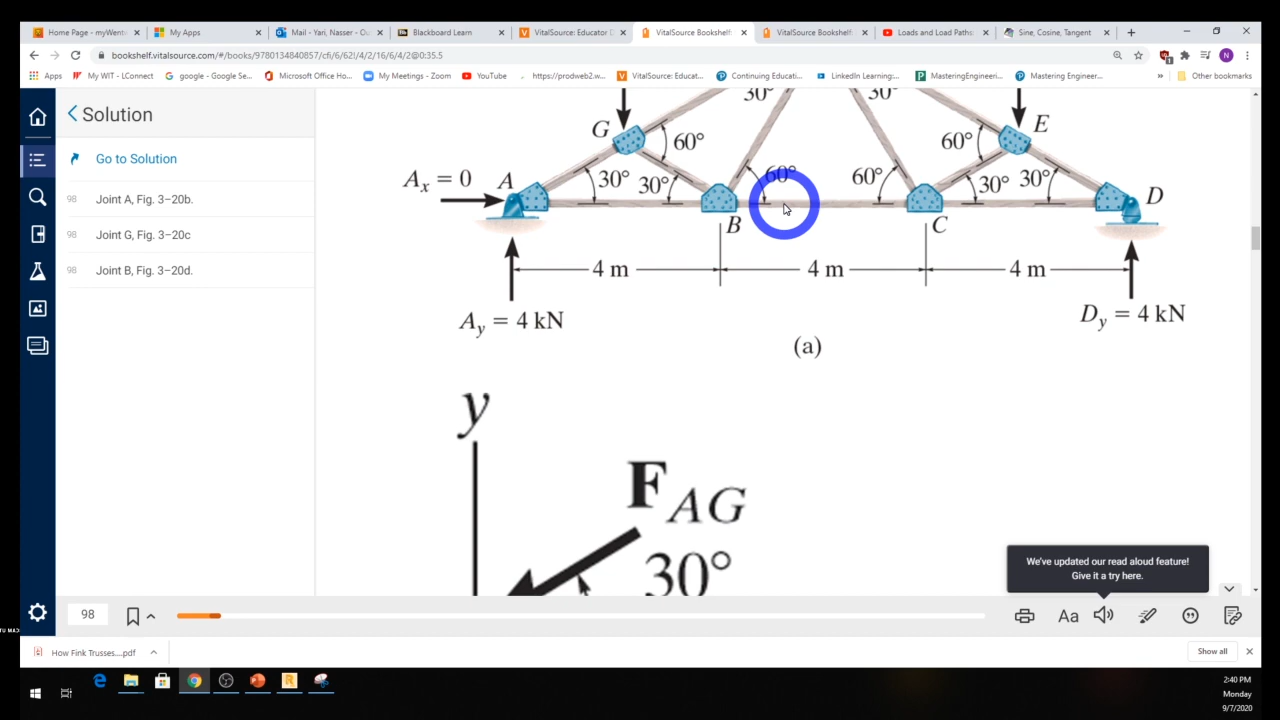 Home Page - myWent
My Apps
Mail - Yari, Nasser - Ou
Blackboard Learn
VitalSource: Educator D
VitalSource Bookshelf
VitalSource Bookshelf:
Loads and Load Paths:
Sine, Cosine, Tangent
bookshelf.vitalsource.com/#/books/9780134840857/cfi/6/62!/4/2/16/6/4/2@0:35.5
N
Apps
My WIT - LConnect
google - Google Se...
Microsoft Office Ho...
My Meetings - Zoom
YouTube
https://prodweb2.w...
VitalSource: Educat...
Continuing Educati...
LinkedIn Learning:...
MasteringEngineeri...
Mastering Engineer...
»
Other bookmarks
Solution
Go to Solution
98 Joint A, Fig. 3–20b.
98 Joint G, Fig. 3–20c
98 Joint B, Fig. 3–20d.
30° 30°
G 60° 60° E
Ax = 0 A 30° 30° 60° 60° 30° 30° D
B C
4 m 4 m 4 m
Ay = 4 kN Dy = 4 kN
(a)
y
FAG
30°
We've updated our read aloud feature!
Give it a try here.
98
Aa
How Fink Trusses....pdf
Show all
2:40 PM
Monday
9/7/2020